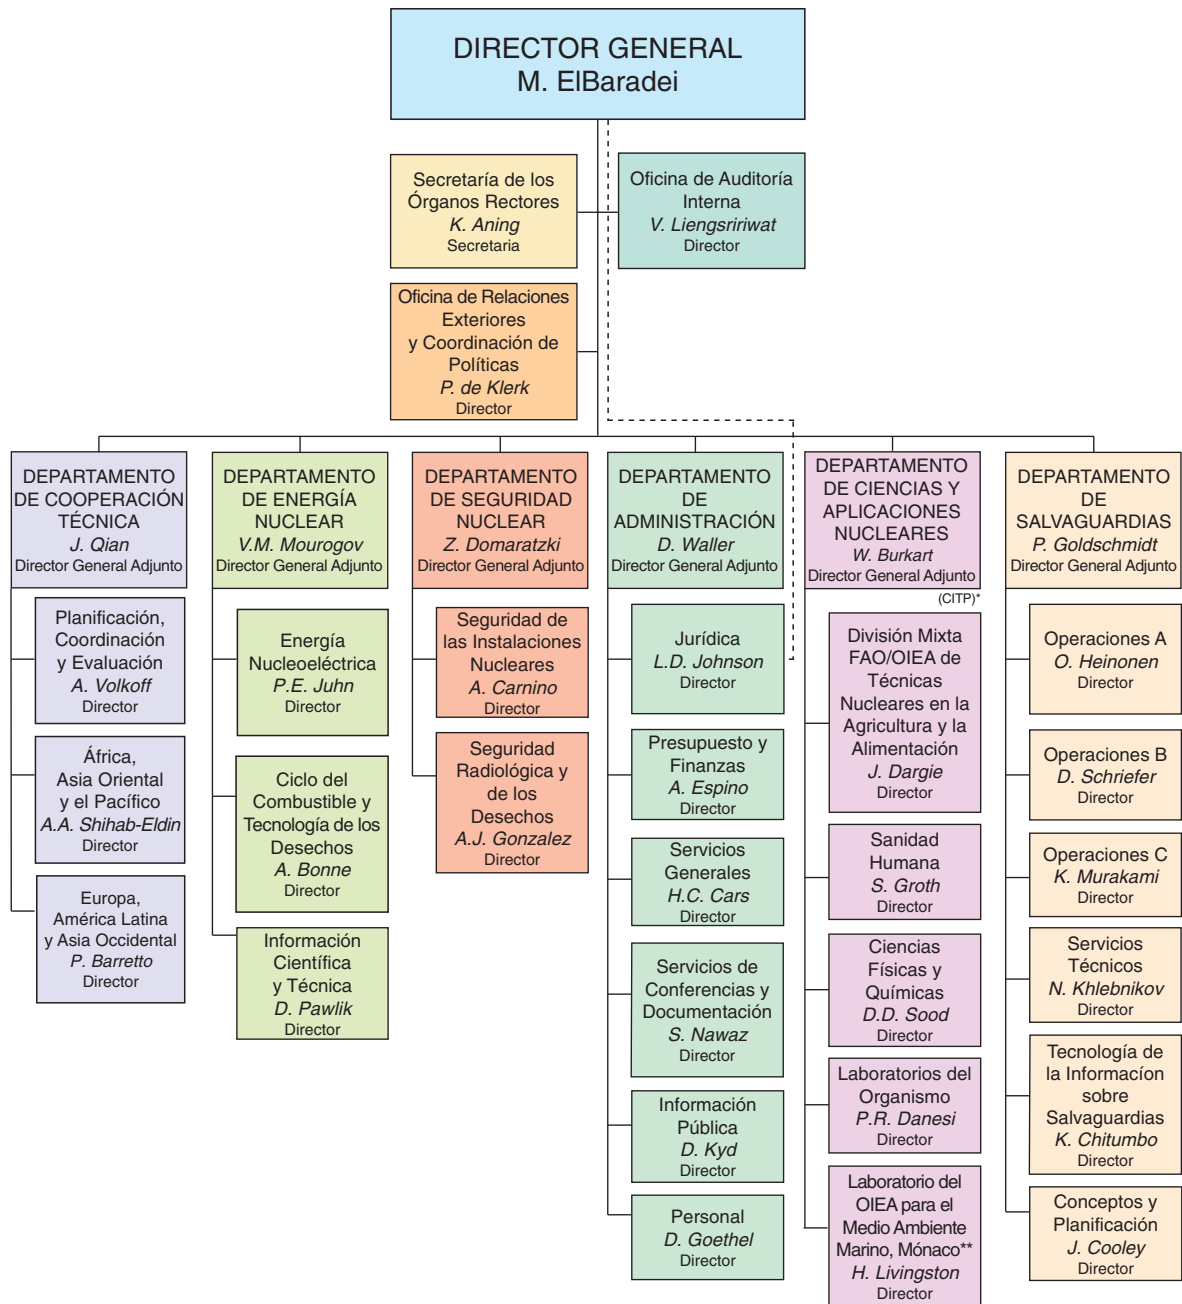 DIRECTOR GENERAL
M. ElBaradei
Secretaría de los
Órganos Rectores
K. Aning
Secretaria
Oficina de Auditoría
Interna
V. Liengsririwat
Director
Oficina de Relaciones
Exteriores
y Coordinación de
Políticas
P. de Klerk
Director
DEPARTAMENTO
DE COOPERACIÓN
TÉCNICA
J. Qian
Director General Adjunto
Planificación,
Coordinación
y Evaluación
A. Volkoff
Director
África,
Asia Oriental
y el Pacífico
A.A. Shihab-Eldin
Director
Europa,
América Latina
y Asia Occidental
P. Barretto
Director
DEPARTAMENTO
DE ENERGÍA
NUCLEAR
V.M. Mourogov
Director General Adjunto
Energía
Nucleoeléctrica
P.E. Juhn
Director
Ciclo del
Combustible y
Tecnología de los
Desechos
A. Bonne
Director
Información
Científica
y Técnica
D. Pawlik
Director
DEPARTAMENTO
DE SEGURIDAD
NUCLEAR
Z. Domaratzki
Director General Adjunto
Seguridad de
las Instalaciones
Nucleares
A. Carnino
Director
Seguridad
Radiológica y
de los
Desechos
A.J. Gonzalez
Director
DEPARTAMENTO
DE
ADMINISTRACIÓN
D. Waller
Director General Adjunto
Jurídica
L.D. Johnson
Director
Presupuesto y
Finanzas
A. Espino
Director
Servicios
Generales
H.C. Cars
Director
Servicios de
Conferencias y
Documentación
S. Nawaz
Director
Información
Pública
D. Kyd
Director
Personal
D. Goethel
Director
DEPARTAMENTO
DE CIENCIAS Y
APLICACIONES
NUCLEARES
W. Burkart
Director General Adjunto
(CITP)*
División Mixta
FAO/OIEA de
Técnicas
Nucleares en la
Agricultura y la
Alimentación
J. Dargie
Director
Sanidad
Humana
S. Groth
Director
Ciencias
Físicas y
Químicas
D.D. Sood
Director
Laboratorios del
Organismo
P.R. Danesi
Director
Laboratorio del
OIEA para el
Medio Ambiente
Marino, Mónaco**
H. Livingston
Director
DEPARTAMENTO
DE
SALVAGUARDIAS
P. Goldschmidt
Director General Adjunto
Operaciones A
O. Heinonen
Director
Operaciones B
D. Schriefer
Director
Operaciones C
K. Murakami
Director
Servicios
Técnicos
N. Khlebnikov
Director
Tecnología de
la Informacíon
sobre
Salvaguardias
K. Chitumbo
Director
Conceptos y
Planificación
J. Cooley
Director